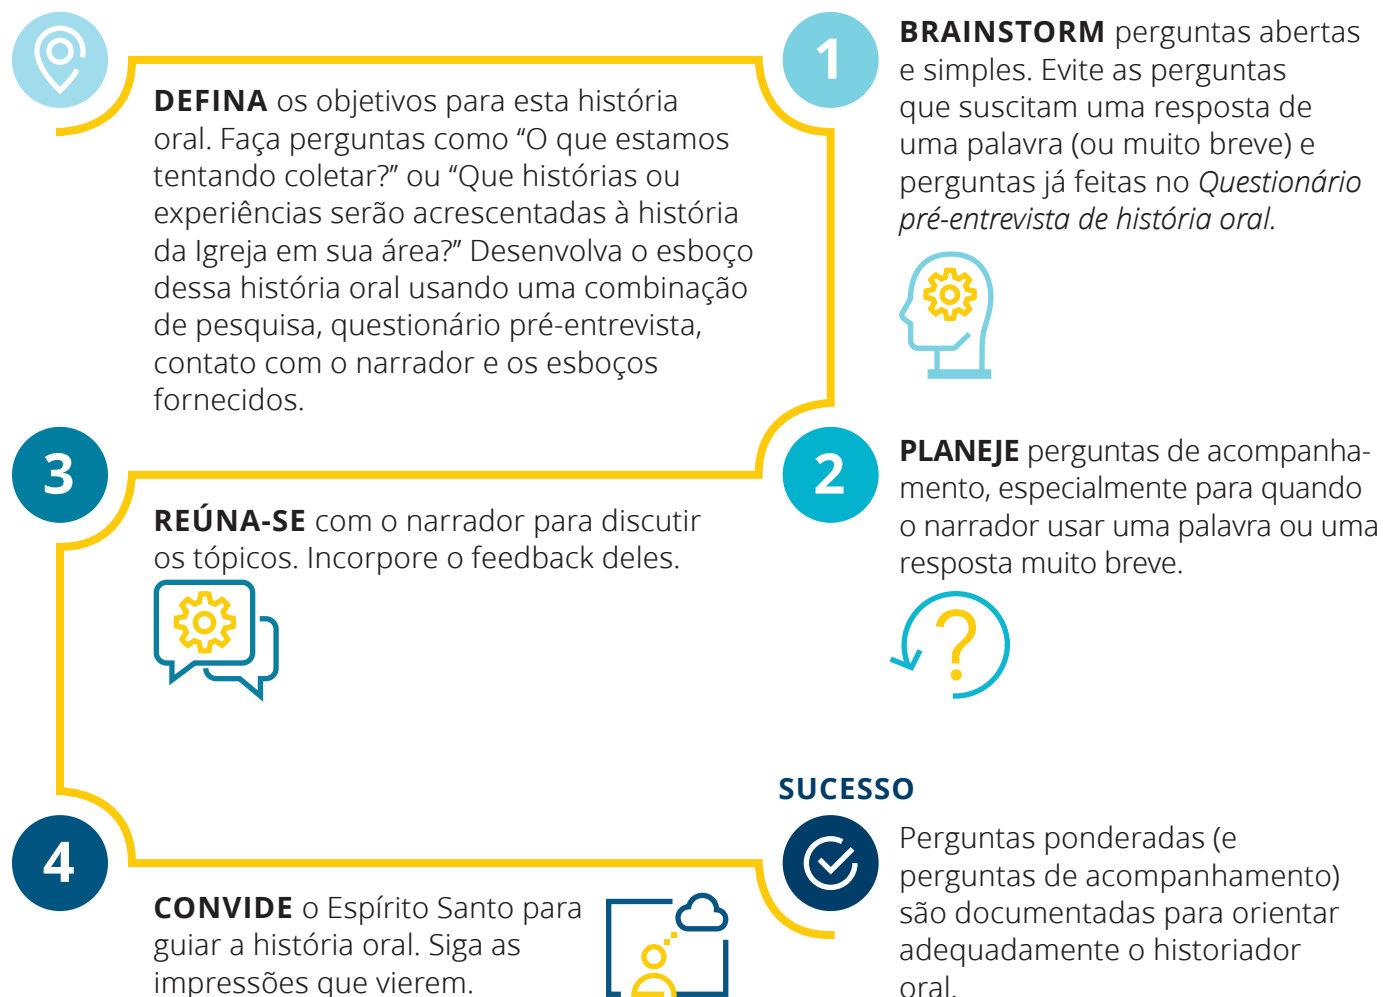 DEFINA os objetivos para esta história
oral. Faça perguntas como “O que estamos
tentando coletar?” ou “Que histórias ou
experiências serão acrescentadas à história
da Igreja em sua área?” Desenvolva o esboço
dessa história oral usando uma combinação
de pesquisa, questionário pré-entrevista,
contato com o narrador e os esboços
fornecidos.
1
BRAINSTORM perguntas abertas
e simples. Evite as perguntas
que suscitam uma resposta de
uma palavra (ou muito breve) e
perguntas já feitas no Questionário
pré-entrevista de história oral.
2
PLANEJE perguntas de acompanha-
mento, especialmente para quando
o narrador usar uma palavra ou uma
resposta muito breve.
?
3
REÚNA-SE com o narrador para discutir
os tópicos. Incorpore o feedback deles.
4
CONVIDE o Espírito Santo para
guiar a história oral. Siga as
impressões que vierem.
SUCESSO
Perguntas ponderadas (e
perguntas de acompanhamento)
são documentadas para orientar
adequadamente o historiador
oral.